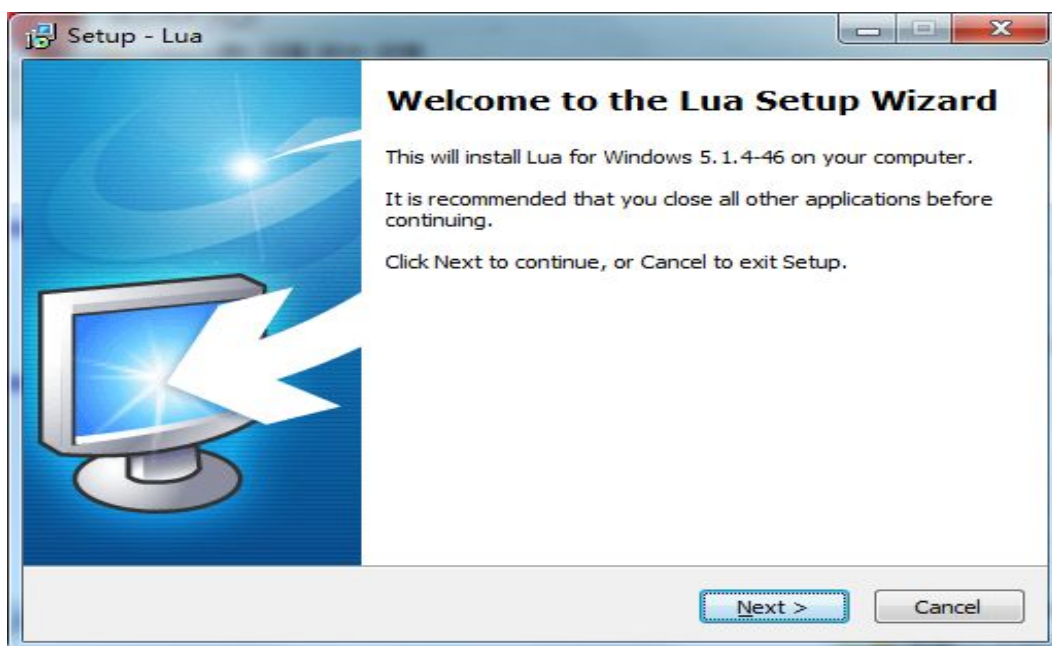 Setup - Lua
Welcome to the Lua Setup Wizard
This will install Lua for Windows 5.1.4-46 on your computer.
It is recommended that you close all other applications before
continuing.
Click Next to continue, or Cancel to exit Setup.
Next >
Cancel